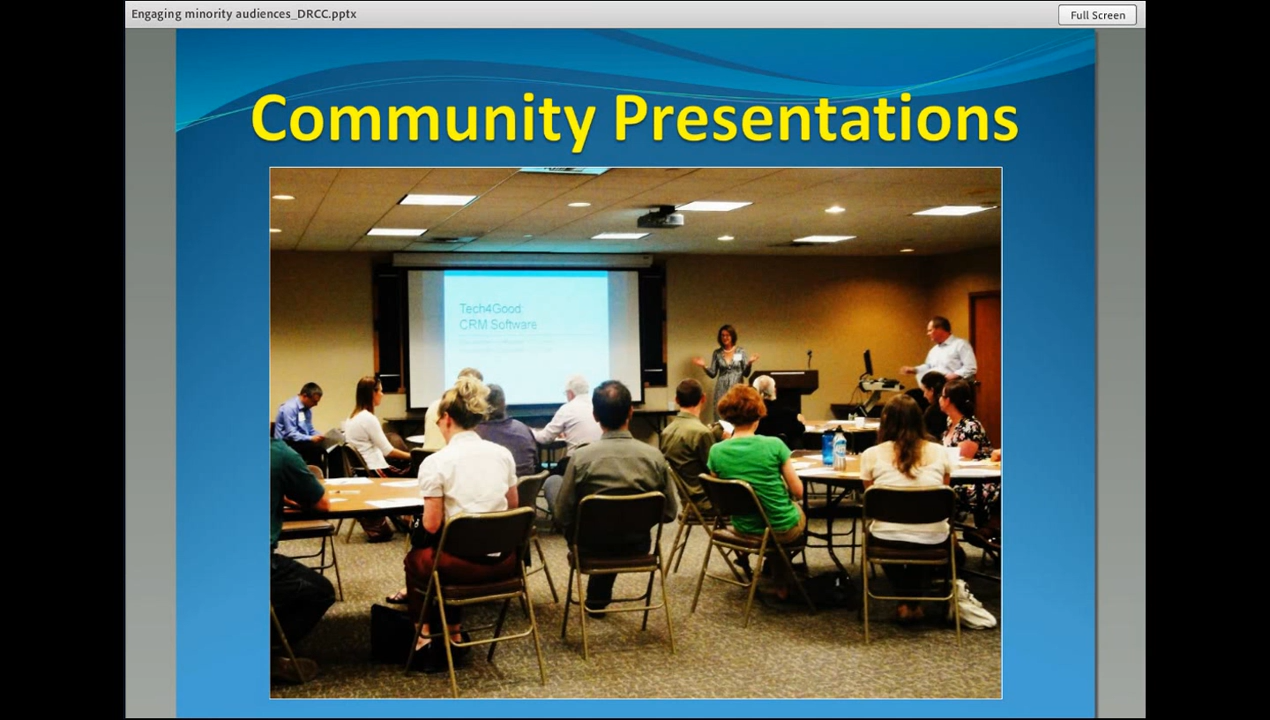 Engaging minority audiences_DRCC.pptx
Full Screen
Community Presentations
Tech4Good
CRM Software